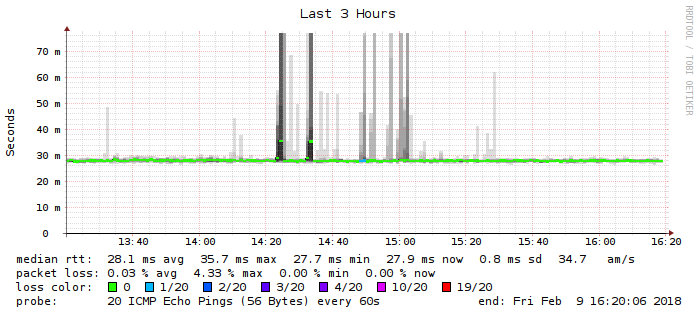 Last 3 Hours
RRDTOOL / TOBI OETIKER
Seconds
70 m
60 m
50 m
40 m
30 m
20 m
10 m
0
13:40 14:00 14:20 14:40 15:00 15:20 15:40 16:00 16:20
median rtt: 28.1 ms avg 35.7 ms max 27.7 ms min 27.9 ms now 0.8 ms sd 34.7 am/s
packet loss: 0.03 % avg 4.33 % max 0.00 % min 0.00 % now
loss color: 0 1/20 2/20 3/20 4/20 10/20 19/20
probe: 20 ICMP Echo Pings (56 Bytes) every 60s end: Fri Feb 9 16:20:06 2018